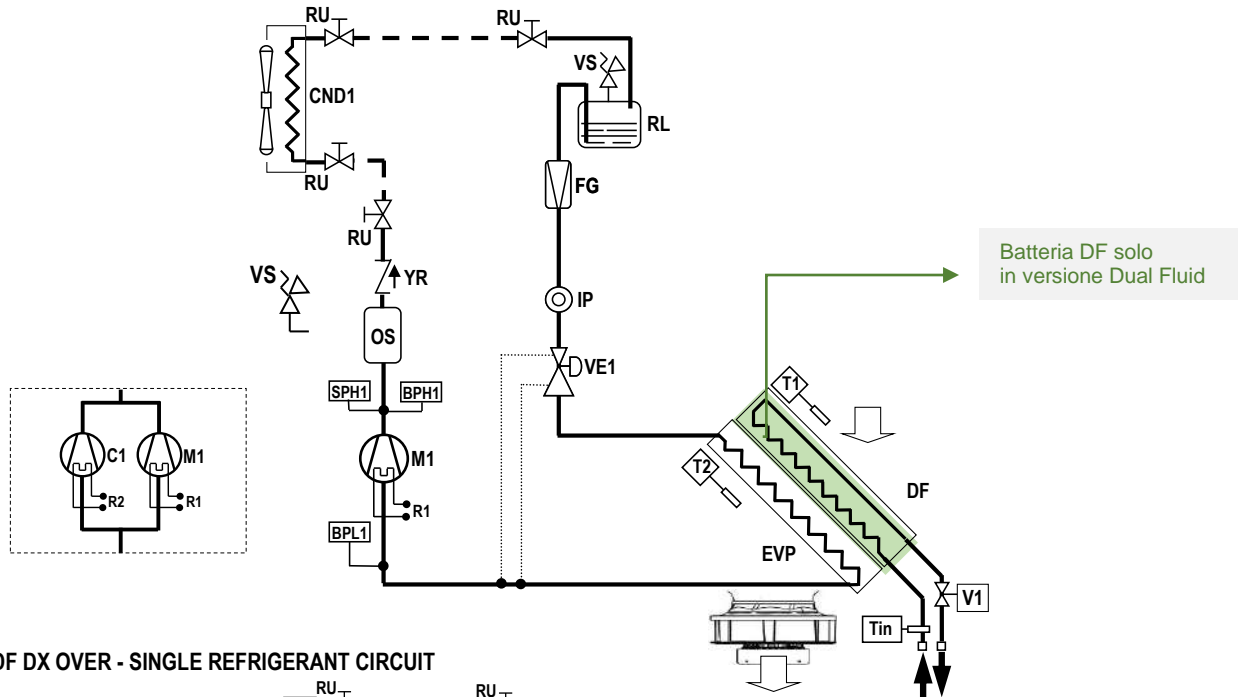 RU
RU
VS
CND1
RL
RU
FG
RU
VS
YR
IP
OS
VE1
SPH1
BPH1
T1
C1
M1
M1
T2
DF
R2
R1
R1
BPL1
EVP
V1
Tin
Batteria DF solo
in versione Dual Fluid
DF DX OVER - SINGLE REFRIGERANT CIRCUIT
RU
RU